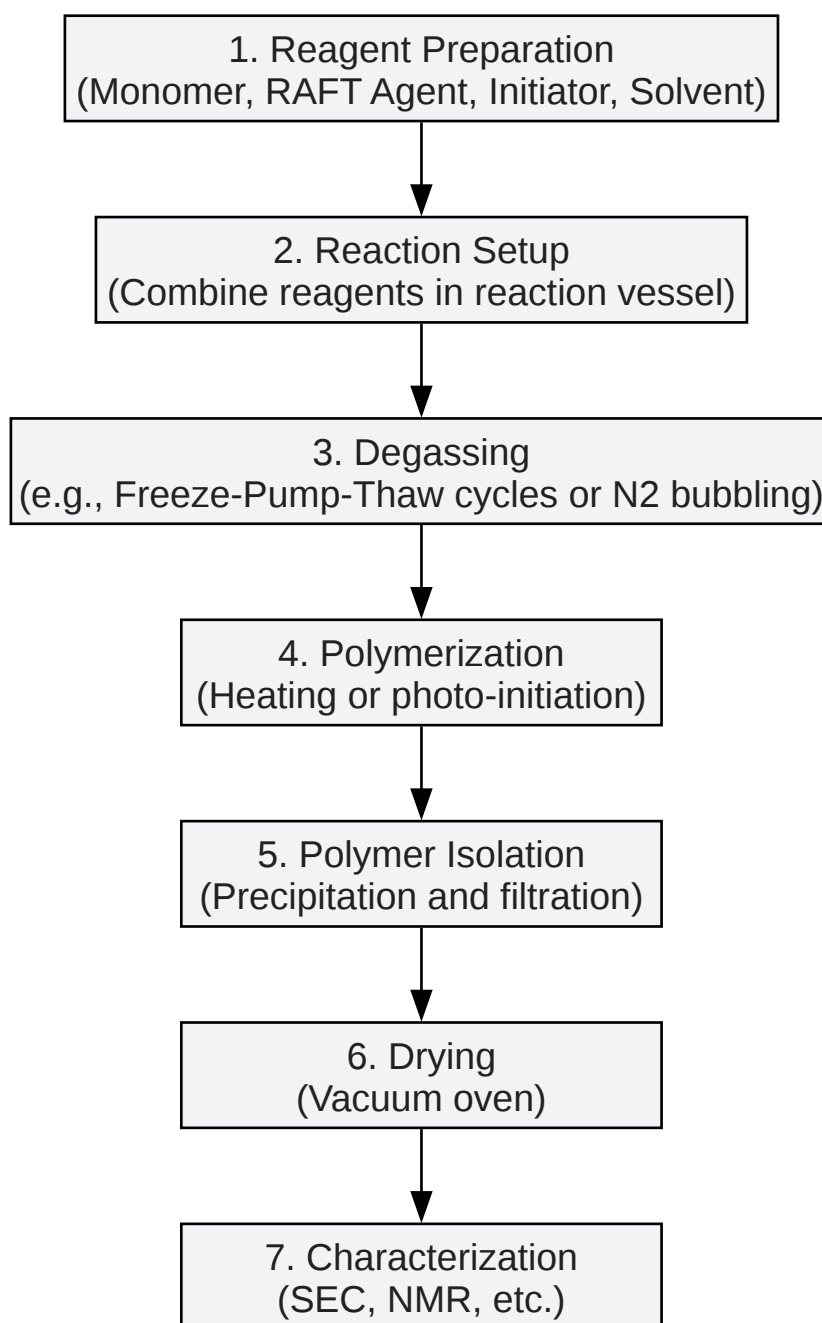 1. Reagent Preparation
(Monomer, RAFT Agent, Initiator, Solvent)
2. Reaction Setup
(Combine reagents in reaction vessel)
3. Degassing
(e.g., Freeze-Pump-Thaw cycles or N2 bubbling)
4. Polymerization
(Heating or photo-initiation)
5. Polymer Isolation
(Precipitation and filtration)
6. Drying
(Vacuum oven)
7. Characterization
(SEC, NMR, etc.)